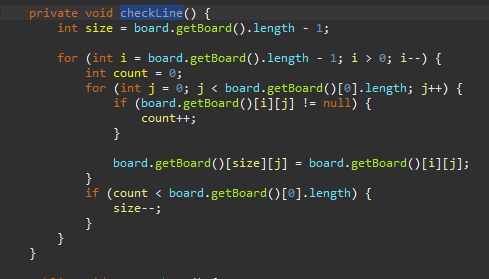 private void checkLine() {
int size = board.getBoard().length - 1;
for (int i = board.getBoard().length - 1; i > 0; i--) {
int count = 0;
for (int j = 0; j < board.getBoard()[0].length; j++) {
if (board.getBoard()[i][j] != null) {
count++;
}
board.getBoard()[size][j] = board.getBoard()[i][j];
}
if (count < board.getBoard()[0].length) {
size--;
}
}
}